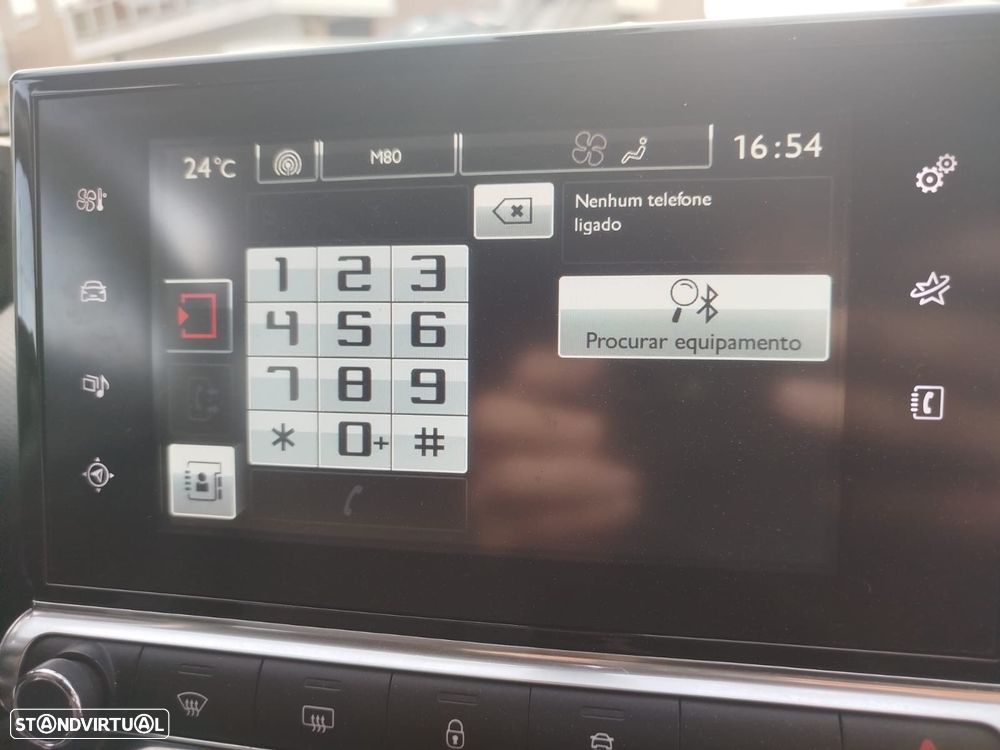 24°C
M80
16:54
Nenhum telefone
ligado
1 2 3
4 5 6
7 8 9
* 0+ #
Procurar equipamento
STANDVIRTUAL